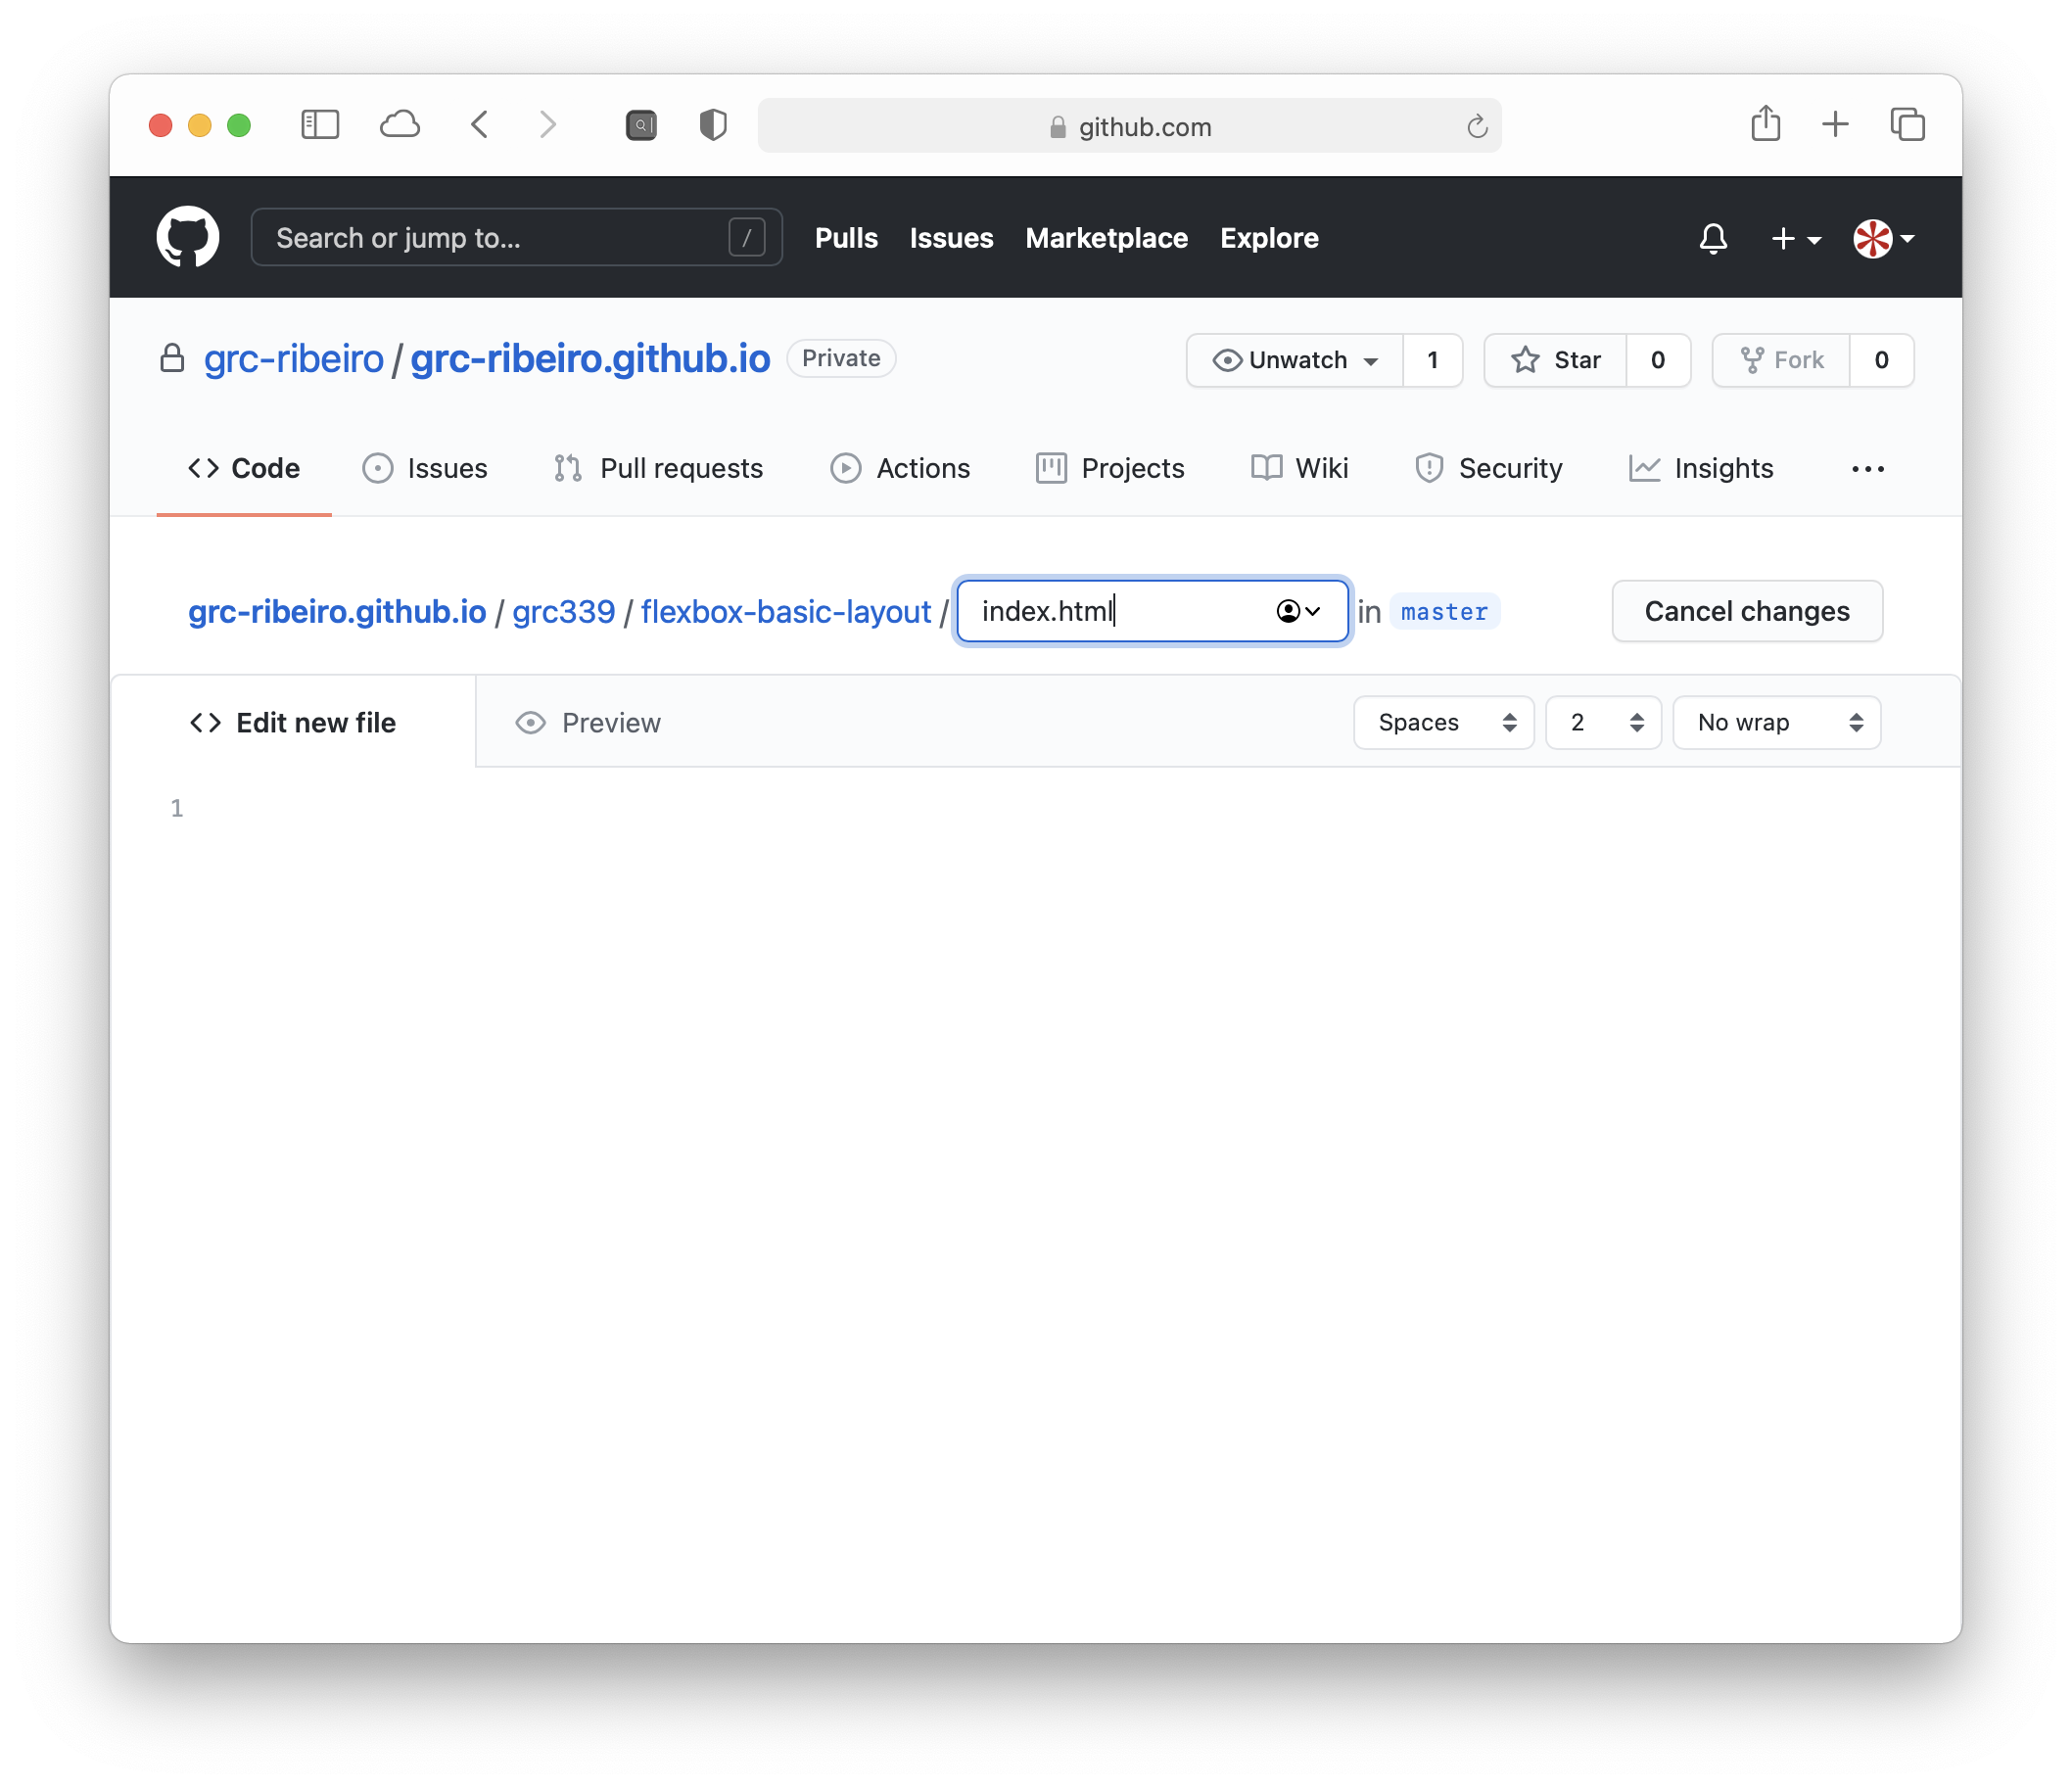 github.com
Search or jump to... / Pulls Issues Marketplace Explore
grc-ribeiro / grc-ribeiro.github.io Private Unwatch 1 Star 0 Fork 0
Code Issues Pull requests Actions Projects Wiki Security Insights
grc-ribeiro.github.io / grc339 / flexbox-basic-layout / index.html in master Cancel changes
Edit new file Preview Spaces 2 No wrap
1